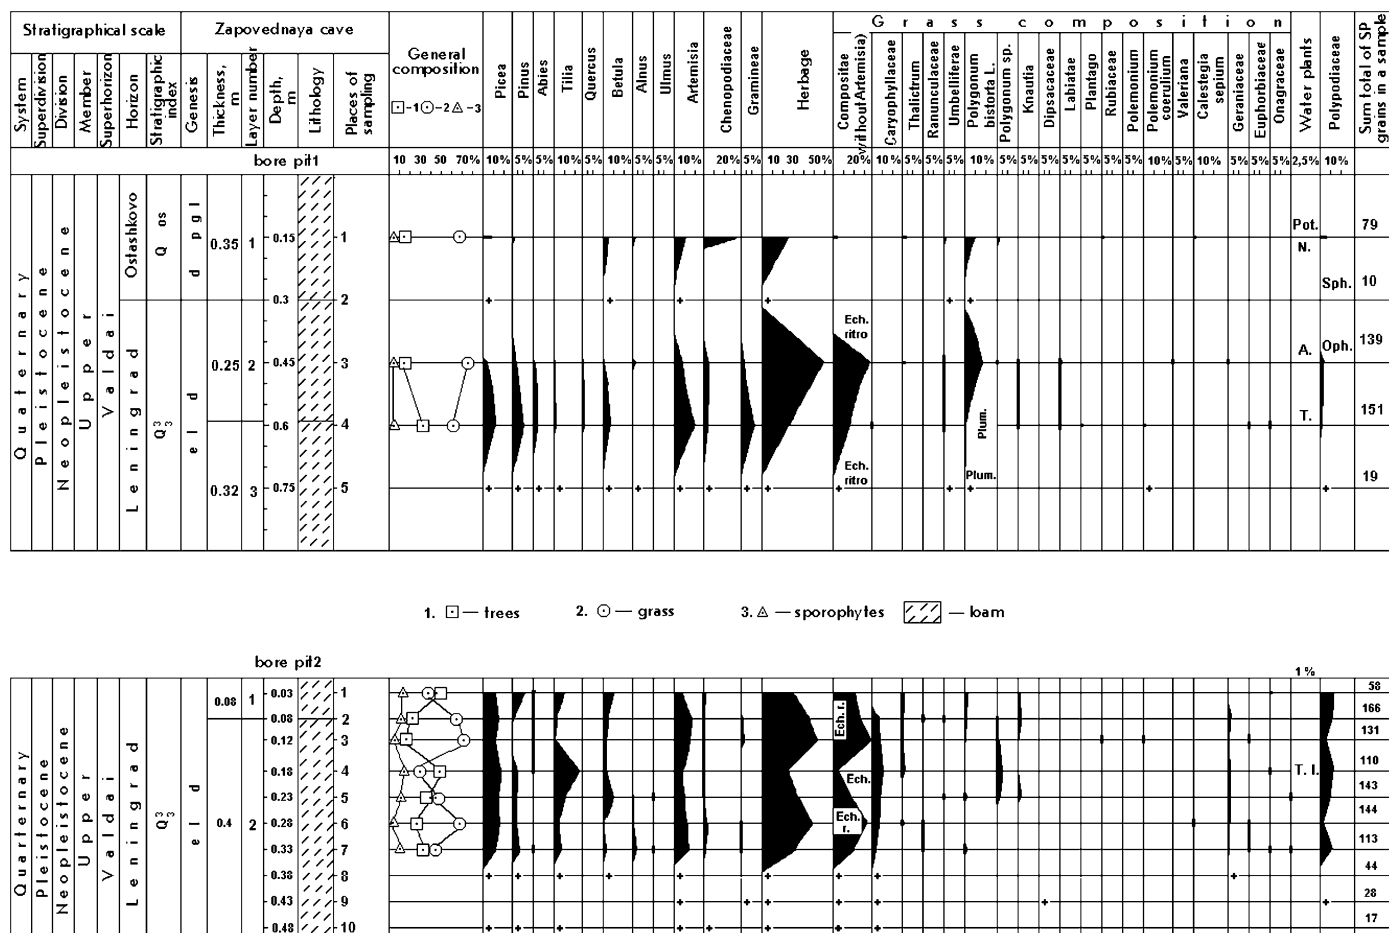 Stratigraphical scale
Zapovednaya cave
General composition
1 2 3
System
Superdivision
Division
Member
Superhorizon
Horizon
Stratigraphic index
Genesis
Thickness, m
Layer number
Depth, m
Lithology
Places of sampling
Picea
Pinus
Abies
Tilia
Quercus
Betula
Alnus
Ulmus
Artemisia
Chenopodiaceae
Gramineae
Herbage
Grass composition
Compositae (without Artemisia)
Caryophyllaceae
Thalictrum
Ranunculaceae
Umbelliferae
Polygonum bistorta L.
Polygonum sp.
Knautia
Dipsaceae
Labiatae
Plantago
Rubiaceae
Polemonium
Polemonium coerulium
Valeriana
Calestegia sepium
Geraniaceae
Euphorbiaceae
Onagraceae
Water plants
Polypodiaceae
Sum total of SP grains in a sample
bore pit1
10 30 50 70% 10% 5% 5% 10% 5% 10% 5% 5% 10% 20% 5% 10 30 50% 20% 10% 5% 5% 5% 10% 5% 5% 5% 5% 5% 5% 5% 10% 5% 10% 5% 5% 5% 2,5% 10%
Quaternary
Pleistocene
Neopleistocene
Upper
Valdai
Ostashkovo
Q os
d pgl
0.35 1 0.15 1 Pot. 79
N.
0.3 2 Sph. 10
Leningrad
Q 3 3
el d
Ech. ritro
0.25 2 0.45 3 A. Oph. 139
0.6 4 Plum. T. 151
Ech. ritro
0.32 3 0.75 5 Plum. 19
1. — trees 2. — grass 3. — sporophytes — loam
bore pit2
1 %
Quarternary
Pleistocene
Neopleistocene
Upper
Valdai
Leningrad
Q 3 3
el d
0.08 1 0.03 1 58
0.08 2 Ech. r. 166
0.12 3 131
0.18 4 Ech. T. I. 110
0.23 5 143
0.4 2 0.28 6 Ech. r. 144
0.33 7 113
0.38 8 44
0.43 9 28
0.48 10 17